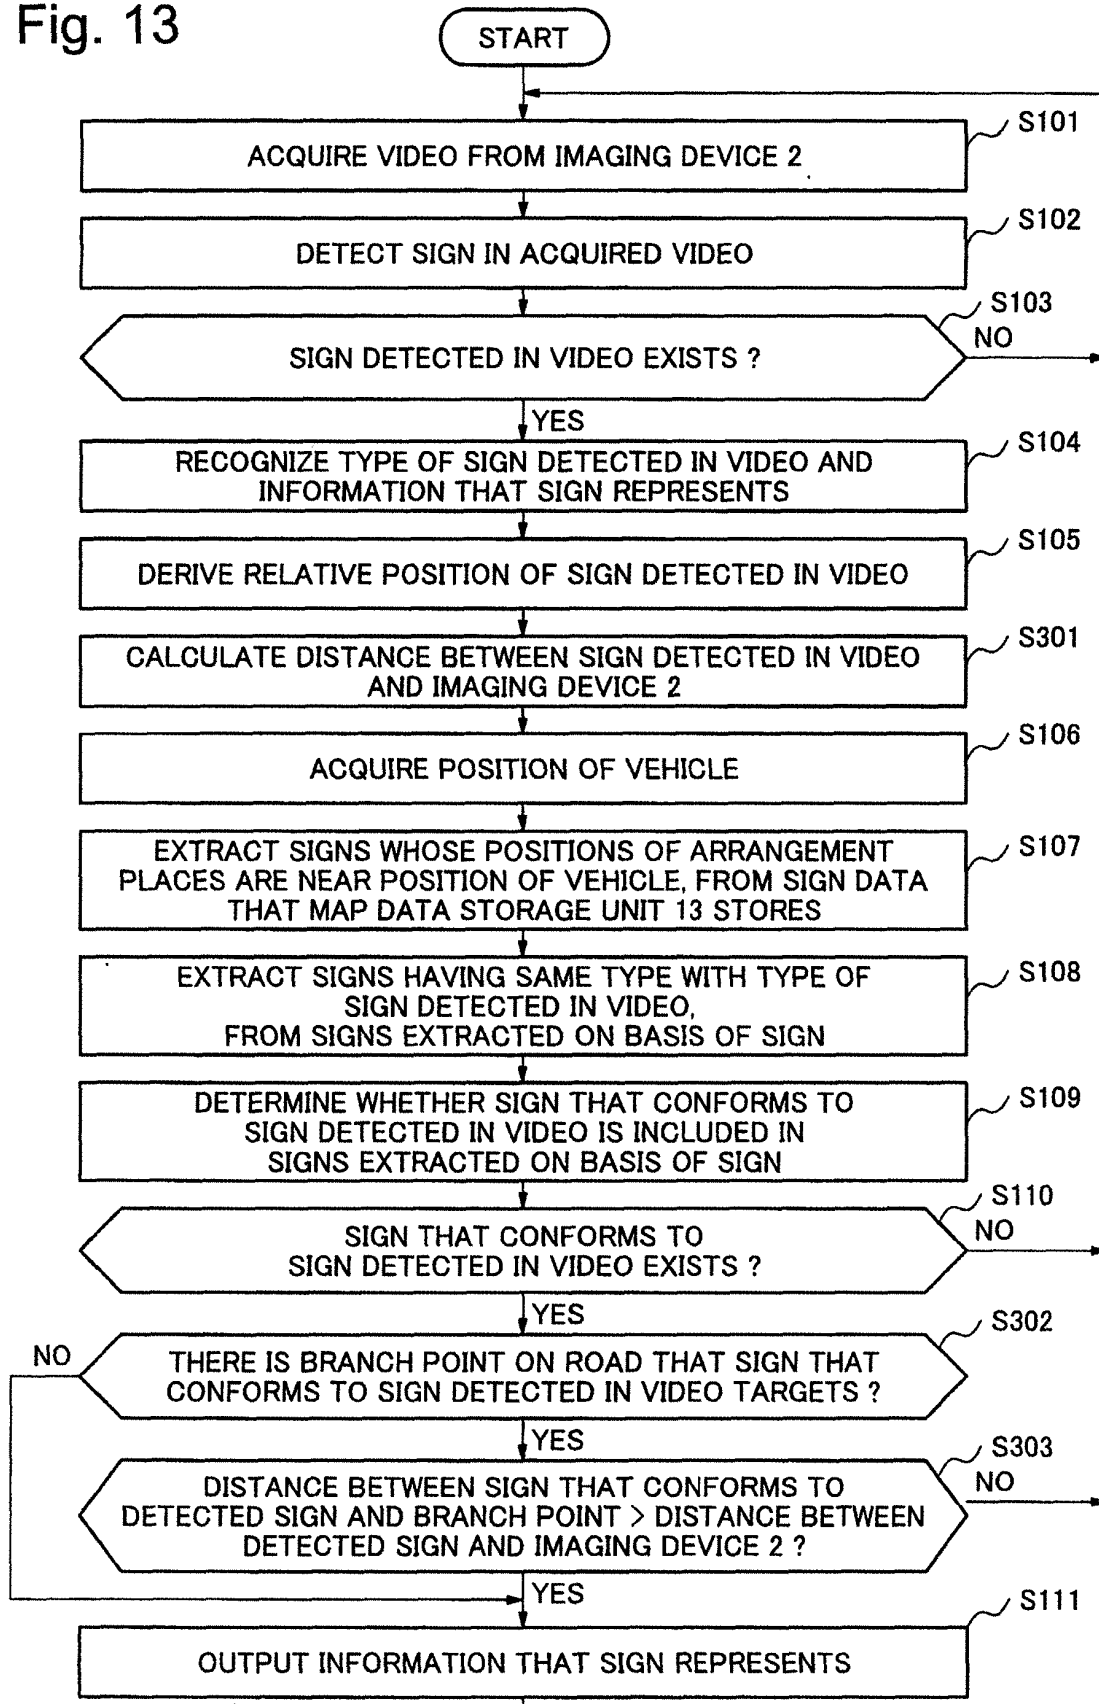 Fig. 13
START
S101
ACQUIRE VIDEO FROM IMAGING DEVICE 2
S102
DETECT SIGN IN ACQUIRED VIDEO
S103
SIGN DETECTED IN VIDEO EXISTS ?
NO
YES
S104
RECOGNIZE TYPE OF SIGN DETECTED IN VIDEO AND
INFORMATION THAT SIGN REPRESENTS
S105
DERIVE RELATIVE POSITION OF SIGN DETECTED IN VIDEO
S301
CALCULATE DISTANCE BETWEEN SIGN DETECTED IN VIDEO
AND IMAGING DEVICE 2
S106
ACQUIRE POSITION OF VEHICLE
S107
EXTRACT SIGNS WHOSE POSITIONS OF ARRANGEMENT
PLACES ARE NEAR POSITION OF VEHICLE, FROM SIGN DATA
THAT MAP DATA STORAGE UNIT 13 STORES
S108
EXTRACT SIGNS HAVING SAME TYPE WITH TYPE OF
SIGN DETECTED IN VIDEO,
FROM SIGNS EXTRACTED ON BASIS OF SIGN
S109
DETERMINE WHETHER SIGN THAT CONFORMS TO
SIGN DETECTED IN VIDEO IS INCLUDED IN
SIGNS EXTRACTED ON BASIS OF SIGN
S110
SIGN THAT CONFORMS TO
SIGN DETECTED IN VIDEO EXISTS ?
NO
YES
S302
NO
THERE IS BRANCH POINT ON ROAD THAT SIGN THAT
CONFORMS TO SIGN DETECTED IN VIDEO TARGETS ?
YES
S303
DISTANCE BETWEEN SIGN THAT CONFORMS TO
DETECTED SIGN AND BRANCH POINT > DISTANCE BETWEEN
DETECTED SIGN AND IMAGING DEVICE 2 ?
NO
YES
S111
OUTPUT INFORMATION THAT SIGN REPRESENTS